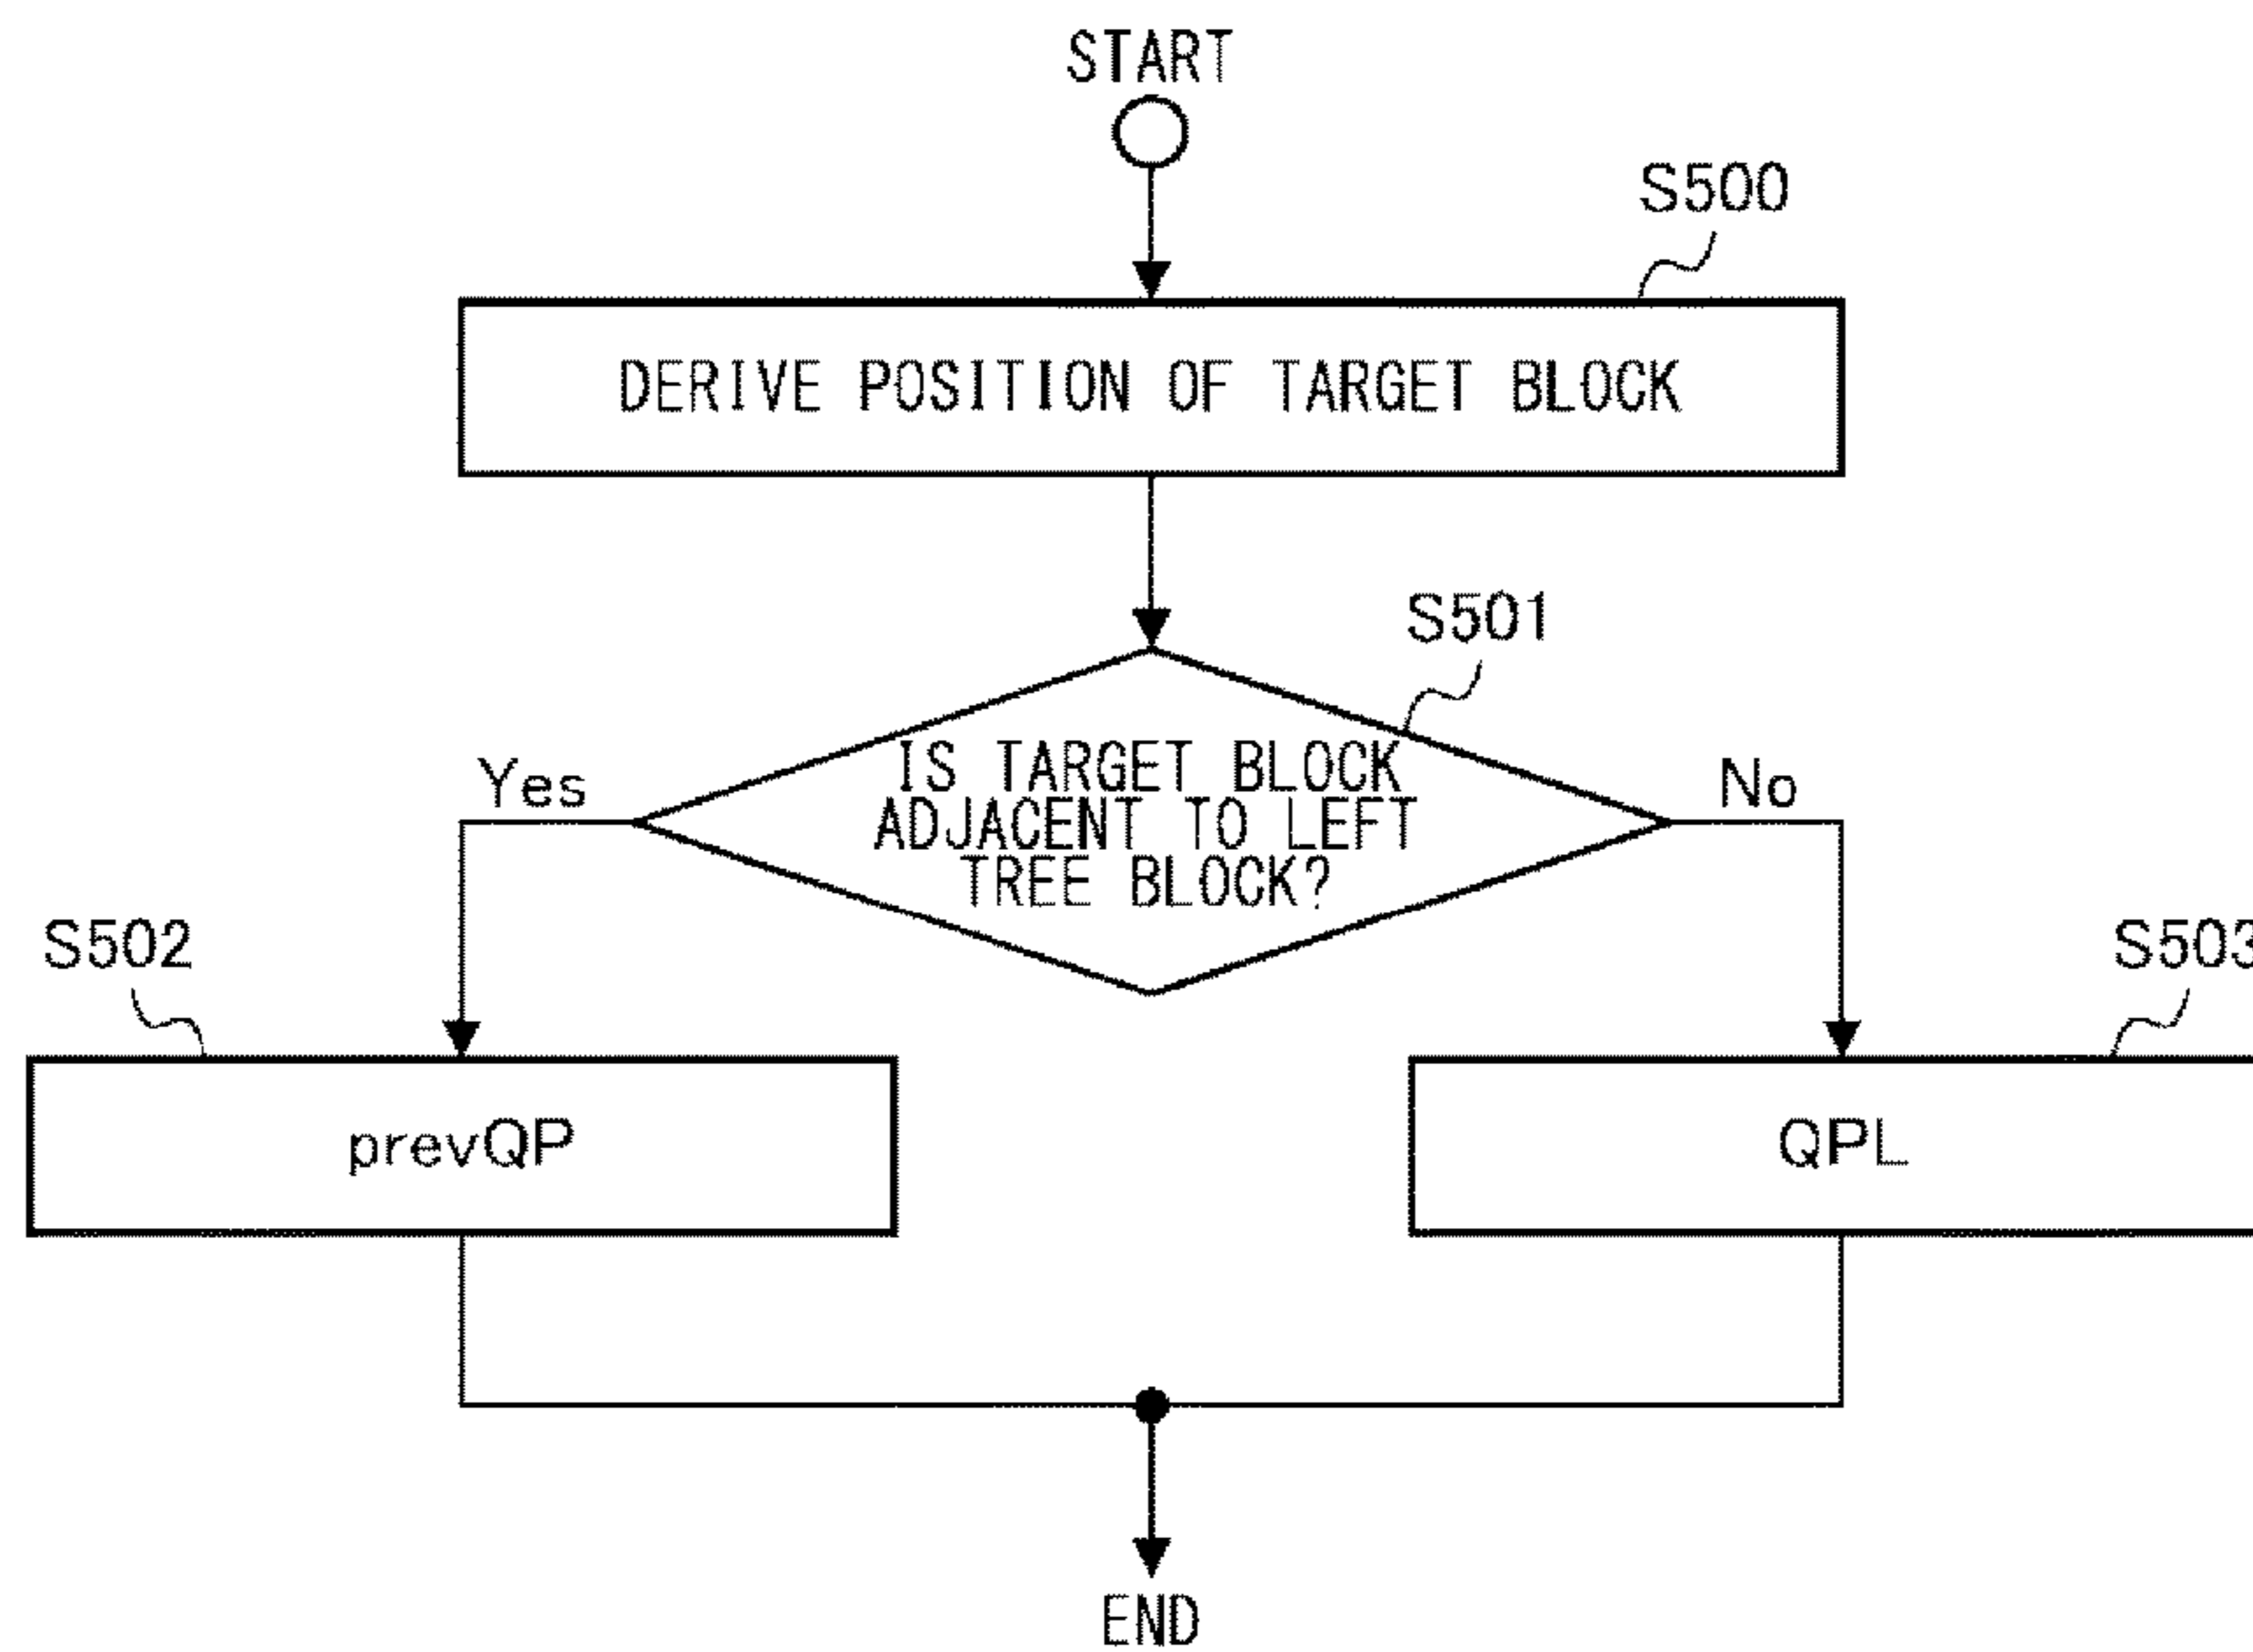 START
S500
DERIVE POSITION OF TARGET BLOCK
S501
IS TARGET BLOCK
ADJACENT TO LEFT
TREE BLOCK?
Yes
No
S502
S503
prevQP
QPL
END